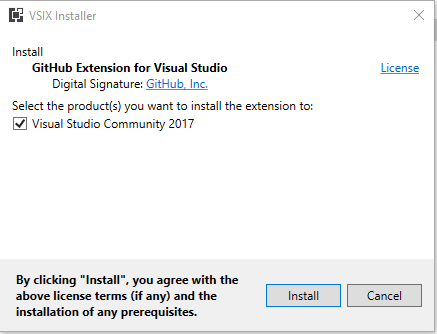 VSIX Installer
Install
GitHub Extension for Visual Studio
License
Digital Signature: GitHub, Inc.
Select the product(s) you want to install the extension to:
Visual Studio Community 2017
By clicking "Install", you agree with the
above license terms (if any) and the
installation of any prerequisites.
Install
Cancel